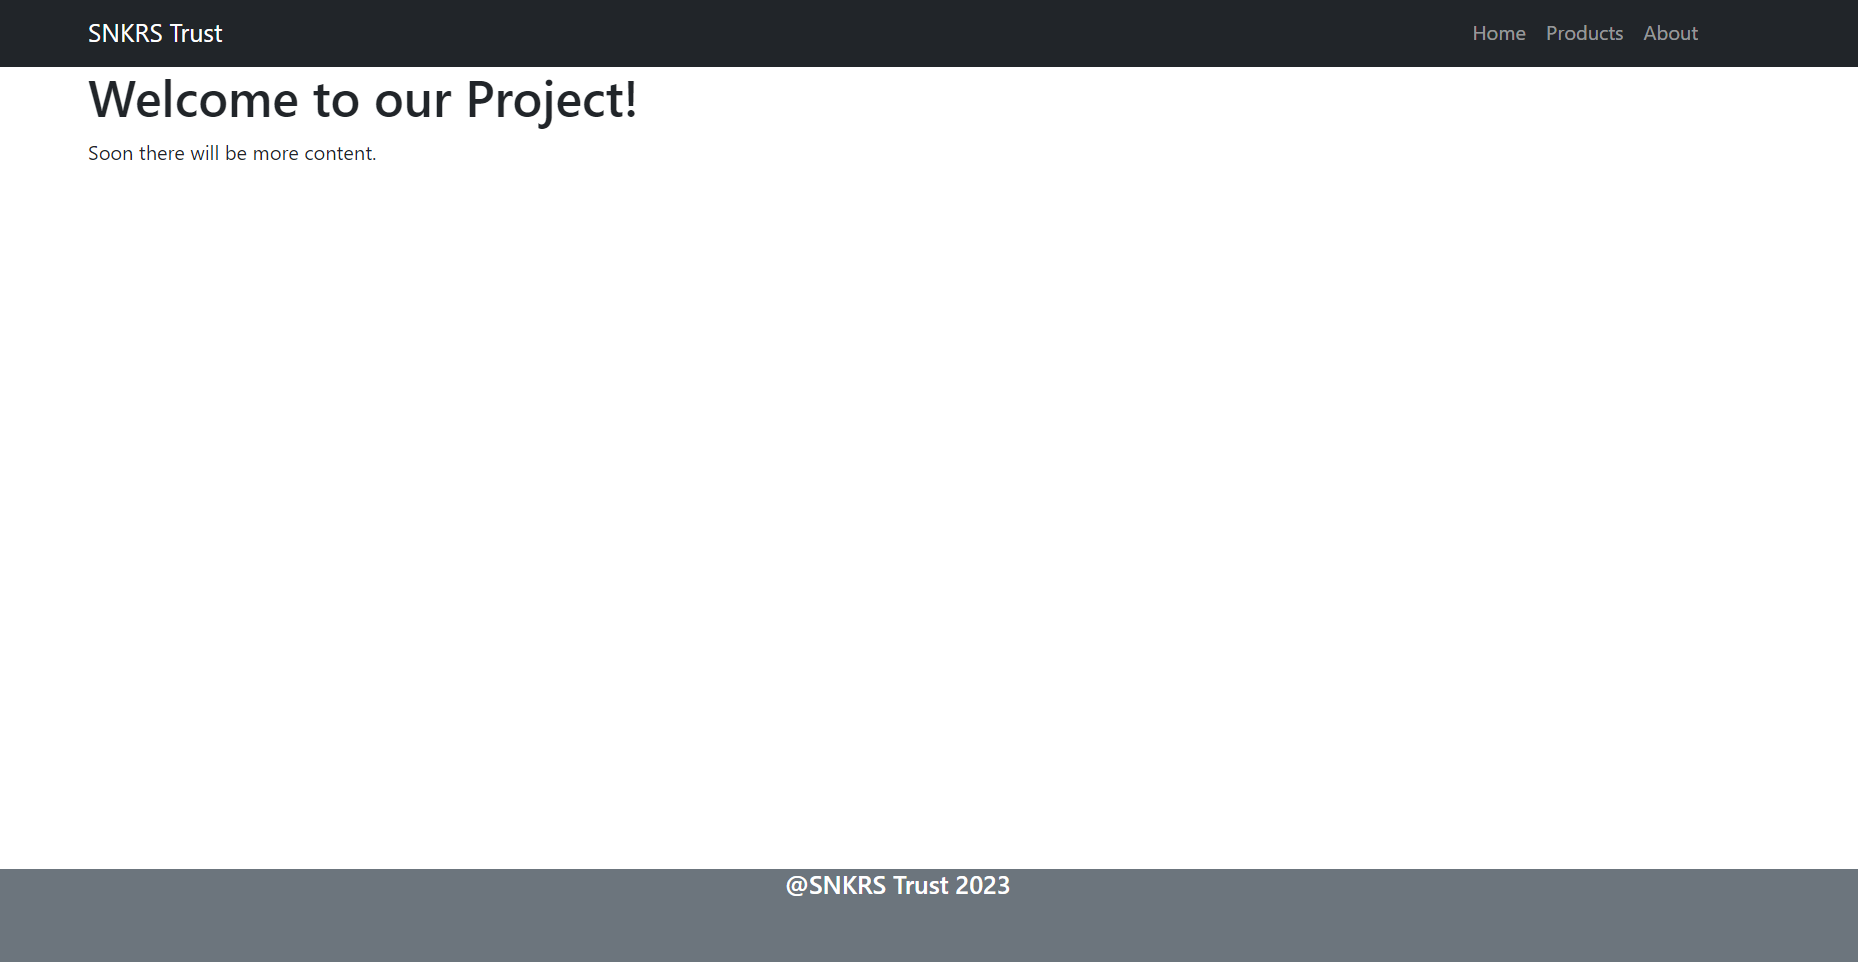 SNKRS Trust
Home Products About
Welcome to our Project!
Soon there will be more content.
@SNKRS Trust 2023